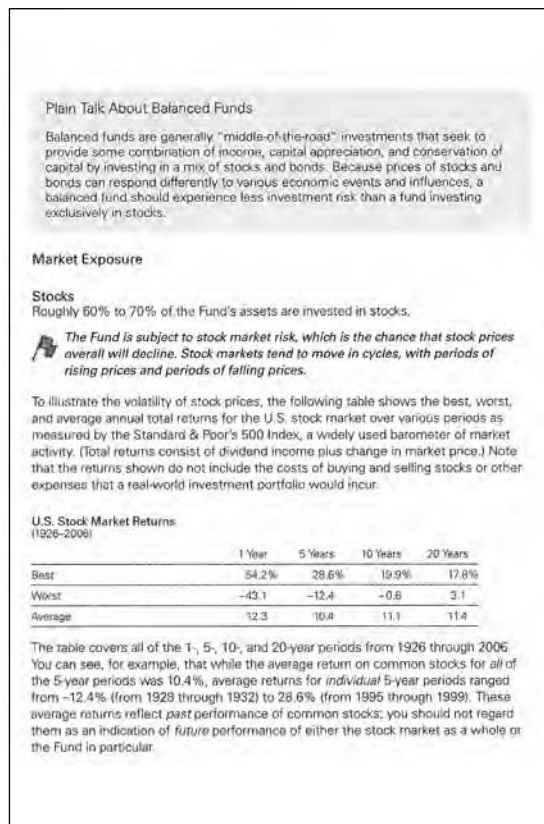 Plain Talk About Balanced Funds
Balanced funds are generally "middle-of-the-road" investments that seek to
provide some combination of income, capital appreciation, and conservation of
capital by investing in a mix of stocks and bonds. Because prices of stocks and
bonds can respond differently to various economic events and influences, a
balanced fund should experience less investment risk than a fund investing
exclusively in stocks.
Market Exposure
Stocks
Roughly 60% to 70% of the Fund's assets are invested in stocks.
The Fund is subject to stock market risk, which is the chance that stock prices
overall will decline. Stock markets tend to move in cycles, with periods of
rising prices and periods of falling prices.
To illustrate the volatility of stock prices, the following table shows the best, worst,
and average annual total returns for the U.S. stock market over various periods as
measured by the Standard & Poor's 500 Index, a widely used barometer of market
activity. (Total returns consist of dividend income plus change in market price.) Note
that the returns shown do not include the costs of buying and selling stocks or other
expenses that a real-world investment portfolio would incur.
U.S. Stock Market Returns
(1926–2006)
1 Year 5 Years 10 Years 20 Years
Best 54.2% 28.6% 19.9% 17.8%
Worst –43.1 –12.4 –0.8 3.1
Average 12.3 10.4 11.1 11.4
The table covers all of the 1-, 5-, 10-, and 20-year periods from 1926 through 2006.
You can see, for example, that while the average return on common stocks for all of
the 5-year periods was 10.4%, average returns for individual 5-year periods ranged
from –12.4% (from 1928 through 1932) to 28.6% (from 1995 through 1999). These
average returns reflect past performance of common stocks; you should not regard
them as an indication of future performance of either the stock market as a whole or
the Fund in particular.